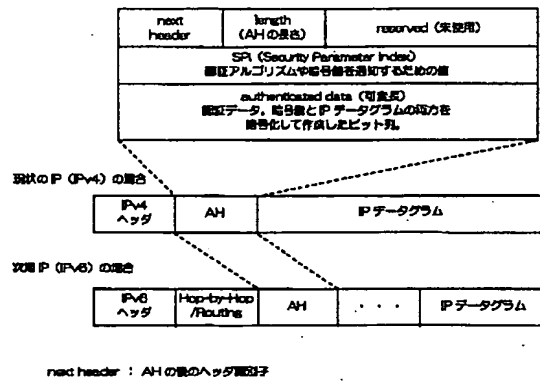 next
header
length
(AHの長さ)
reserved (未使用)
SPI (Security Parameter Index)
認証アルゴリズムや暗号鍵を通知するための値
authenticated data (可変長)
認証データ。暗号鍵とIPデータグラムの両方を
暗号化して作成したビット列。
現状のIP (IPv4) の場合
IPv4
ヘッダ
AH
IPデータグラム
次期IP (IPv6) の場合
IPv6
ヘッダ
Hop-by-Hop
/Routing
AH
・・・
IPデータグラム
next header : AHの後のヘッダ識別子